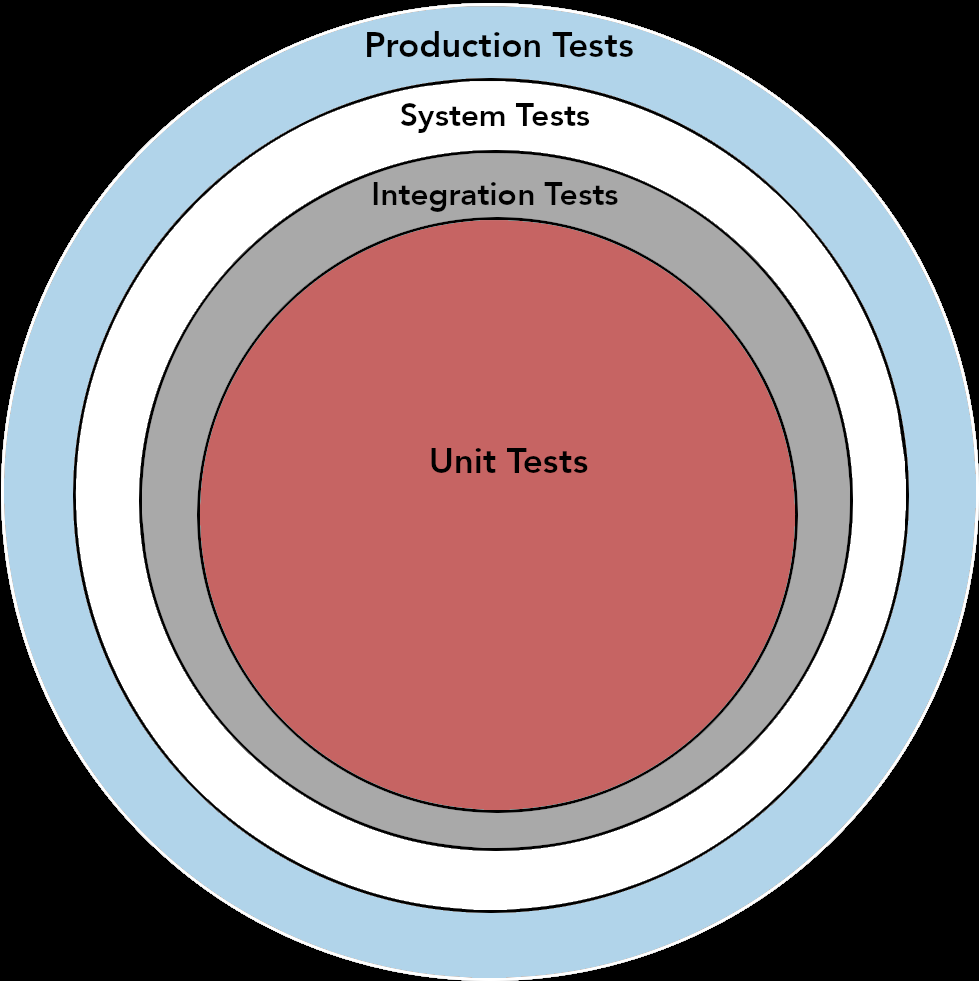 Production Tests
System Tests
Integration Tests
Unit Tests